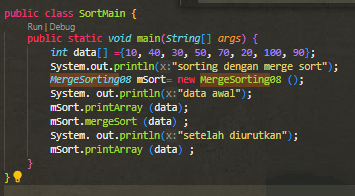 public class SortMain {
Run | Debug
public static void main(String[] args) {
int data[] ={10, 40, 30, 50, 70, 20, 100, 90};
System.out.println(x:"sorting dengan merge sort");
MergeSorting08 mSort= new MergeSorting08 ();
System. out.println(x:"data awal");
mSort.printArray (data);
mSort.mergeSort (data) ;
System. out.println(x:"setelah diurutkan");
mSort.printArray (data) ;
}
}